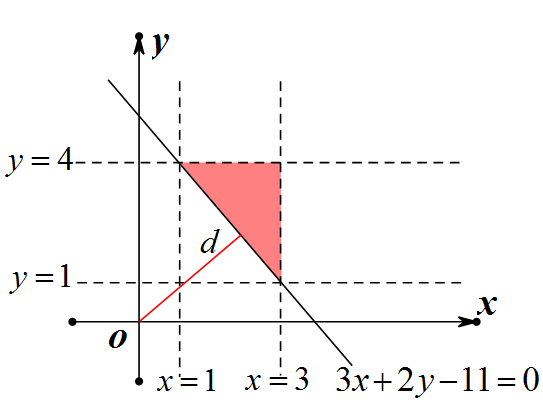 y
y = 4
d
y = 1
x
o
x = 1
x = 3
3x + 2y − 11 = 0